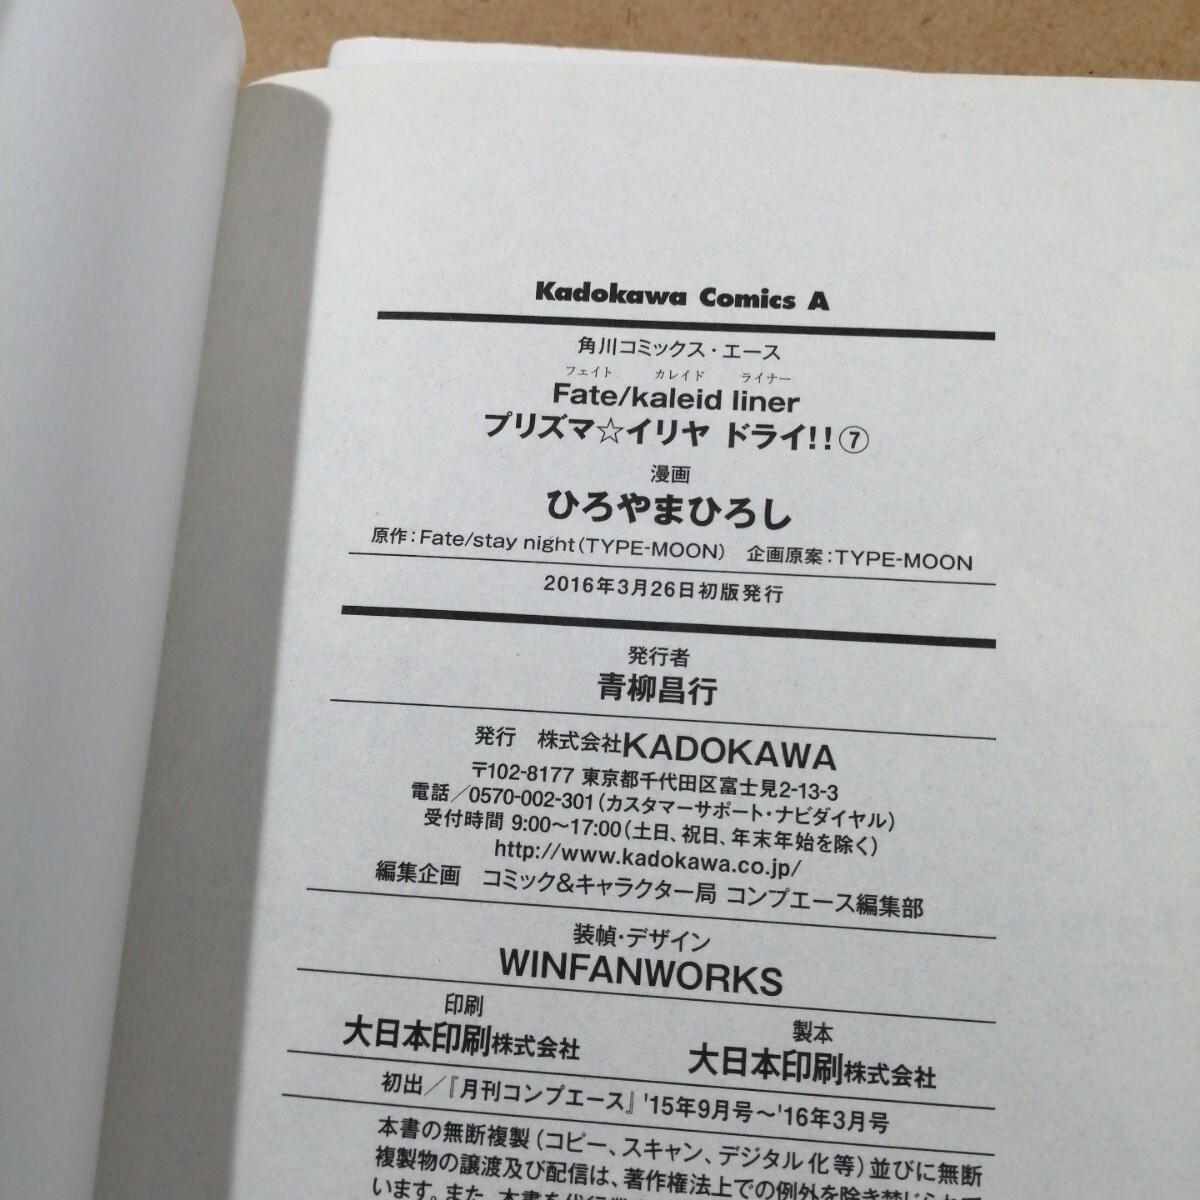 Kadokawa Comics A
角川コミックス・エース
フェイト カレイド ライナー
Fate/kaleid liner
プリズマ☆イリヤ ドライ!!⑦
漫画
ひろやまひろし
原作:Fate/stay night(TYPE-MOON) 企画原案:TYPE-MOON
2016年3月26日初版発行
発行者
青柳昌行
発行 株式会社KADOKAWA
〒102-8177 東京都千代田区富士見2-13-3
電話/0570-002-301(カスタマーサポート・ナビダイヤル)
受付時間 9:00〜17:00(土日、祝日、年末年始を除く)
http://www.kadokawa.co.jp/
編集企画 コミック&キャラクター局 コンプエース編集部
装幀・デザイン
WINFANWORKS
印刷
大日本印刷株式会社
製本
大日本印刷株式会社
初出/『月刊コンプエース』'15年9月号〜'16年3月号
本書の無断複製(コピー、スキャン、デジタル化等)並びに無断
複製物の譲渡及び配信は、著作権法上での例外を除き禁じられて
います。また、本書を代行業